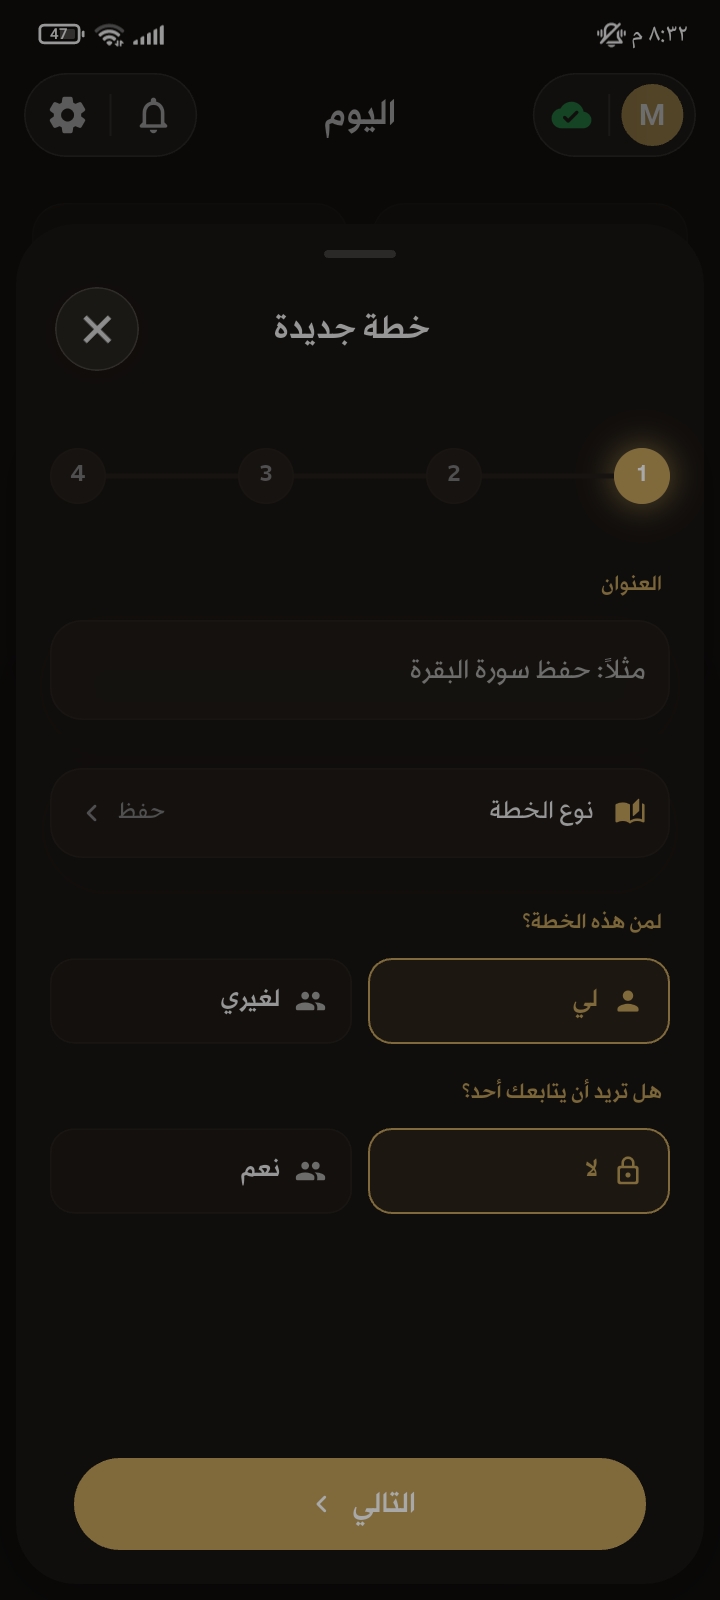 ٨:٣٢ م
47
M
اليوم
خطة جديدة
1 2 3 4
العنوان
مثلاً: حفظ سورة البقرة
نوع الخطة
حفظ
لمن هذه الخطة؟
لي
لغيري
هل تريد أن يتابعك أحد؟
لا
نعم
التالي